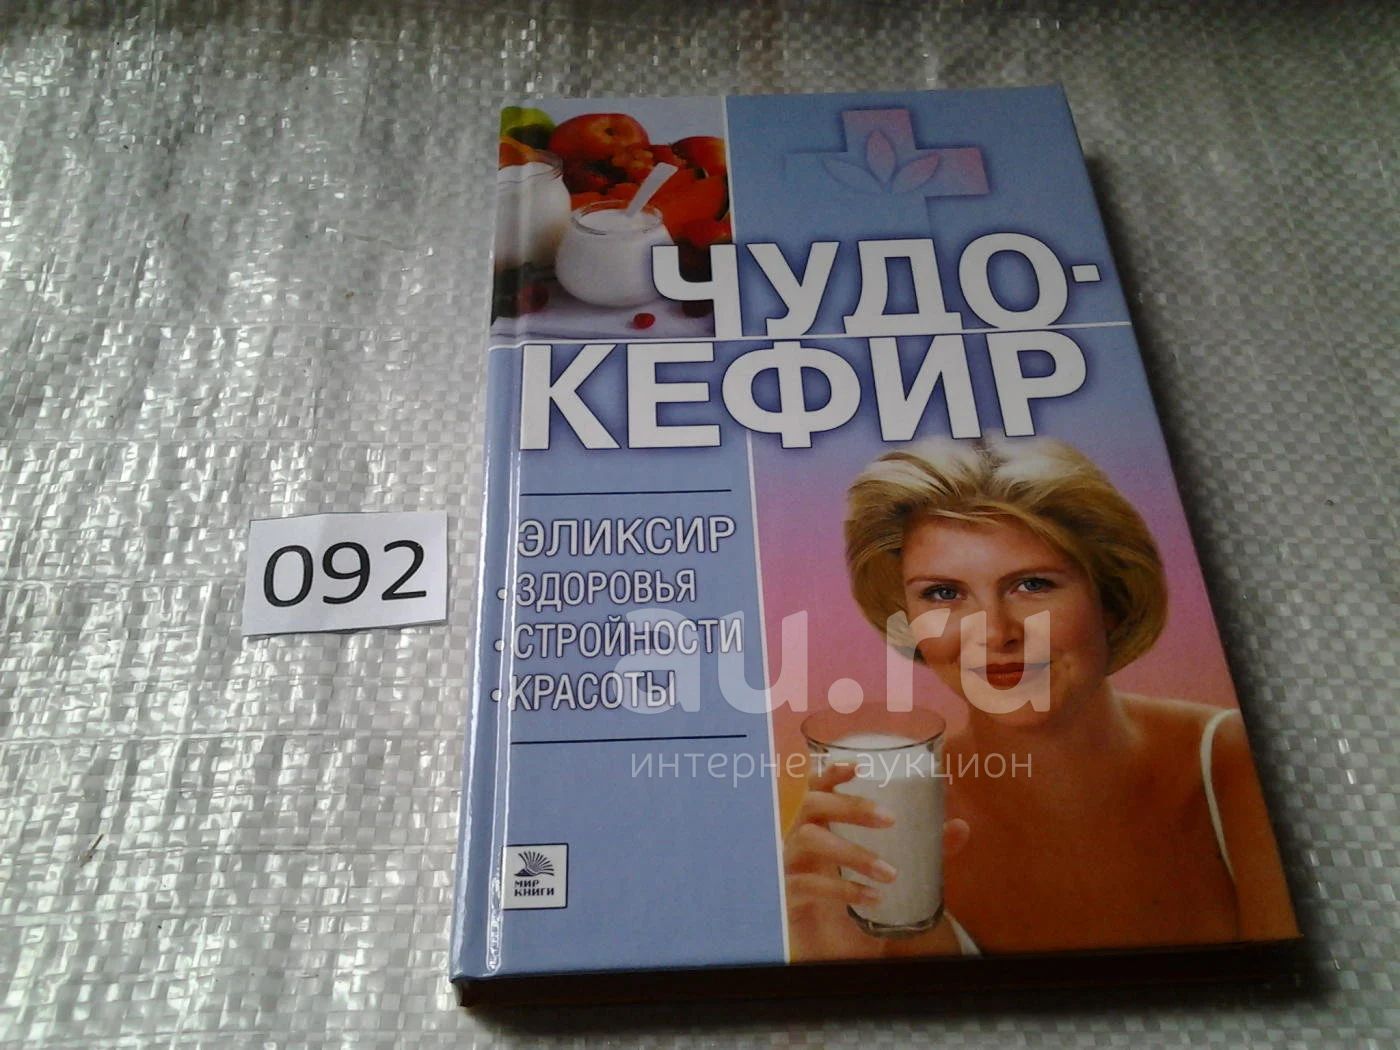 ЧУДО-
КЕФИР
ЭЛИКСИР
•ЗДОРОВЬЯ
•СТРОЙНОСТИ
•КРАСОТЫ
092
au.ru
интернет-аукцион
МИР
КНИГИ